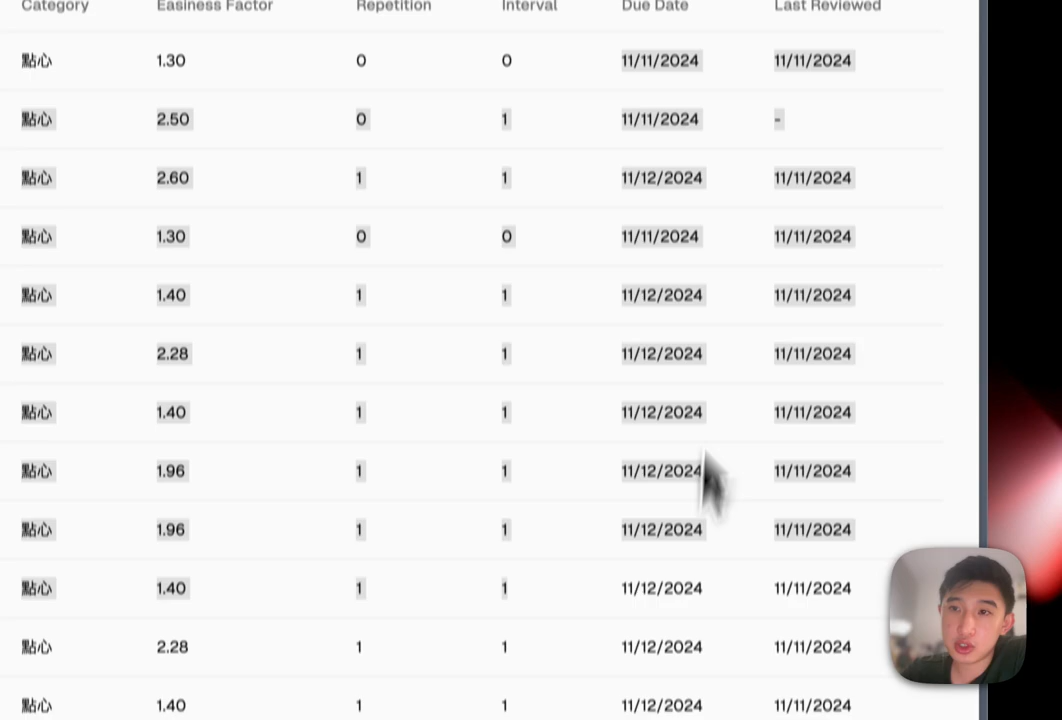 Category Easiness Factor Repetition Interval Due Date Last Reviewed
點心 1.30 0 0 11/11/2024 11/11/2024
點心 2.50 0 1 11/11/2024 -
點心 2.60 1 1 11/12/2024 11/11/2024
點心 1.30 0 0 11/11/2024 11/11/2024
點心 1.40 1 1 11/12/2024 11/11/2024
點心 2.28 1 1 11/12/2024 11/11/2024
點心 1.40 1 1 11/12/2024 11/11/2024
點心 1.96 1 1 11/12/2024 11/11/2024
點心 1.96 1 1 11/12/2024 11/11/2024
點心 1.40 1 1 11/12/2024 11/11/2024
點心 2.28 1 1 11/12/2024 11/11/2024
點心 1.40 1 1 11/12/2024 11/11/2024